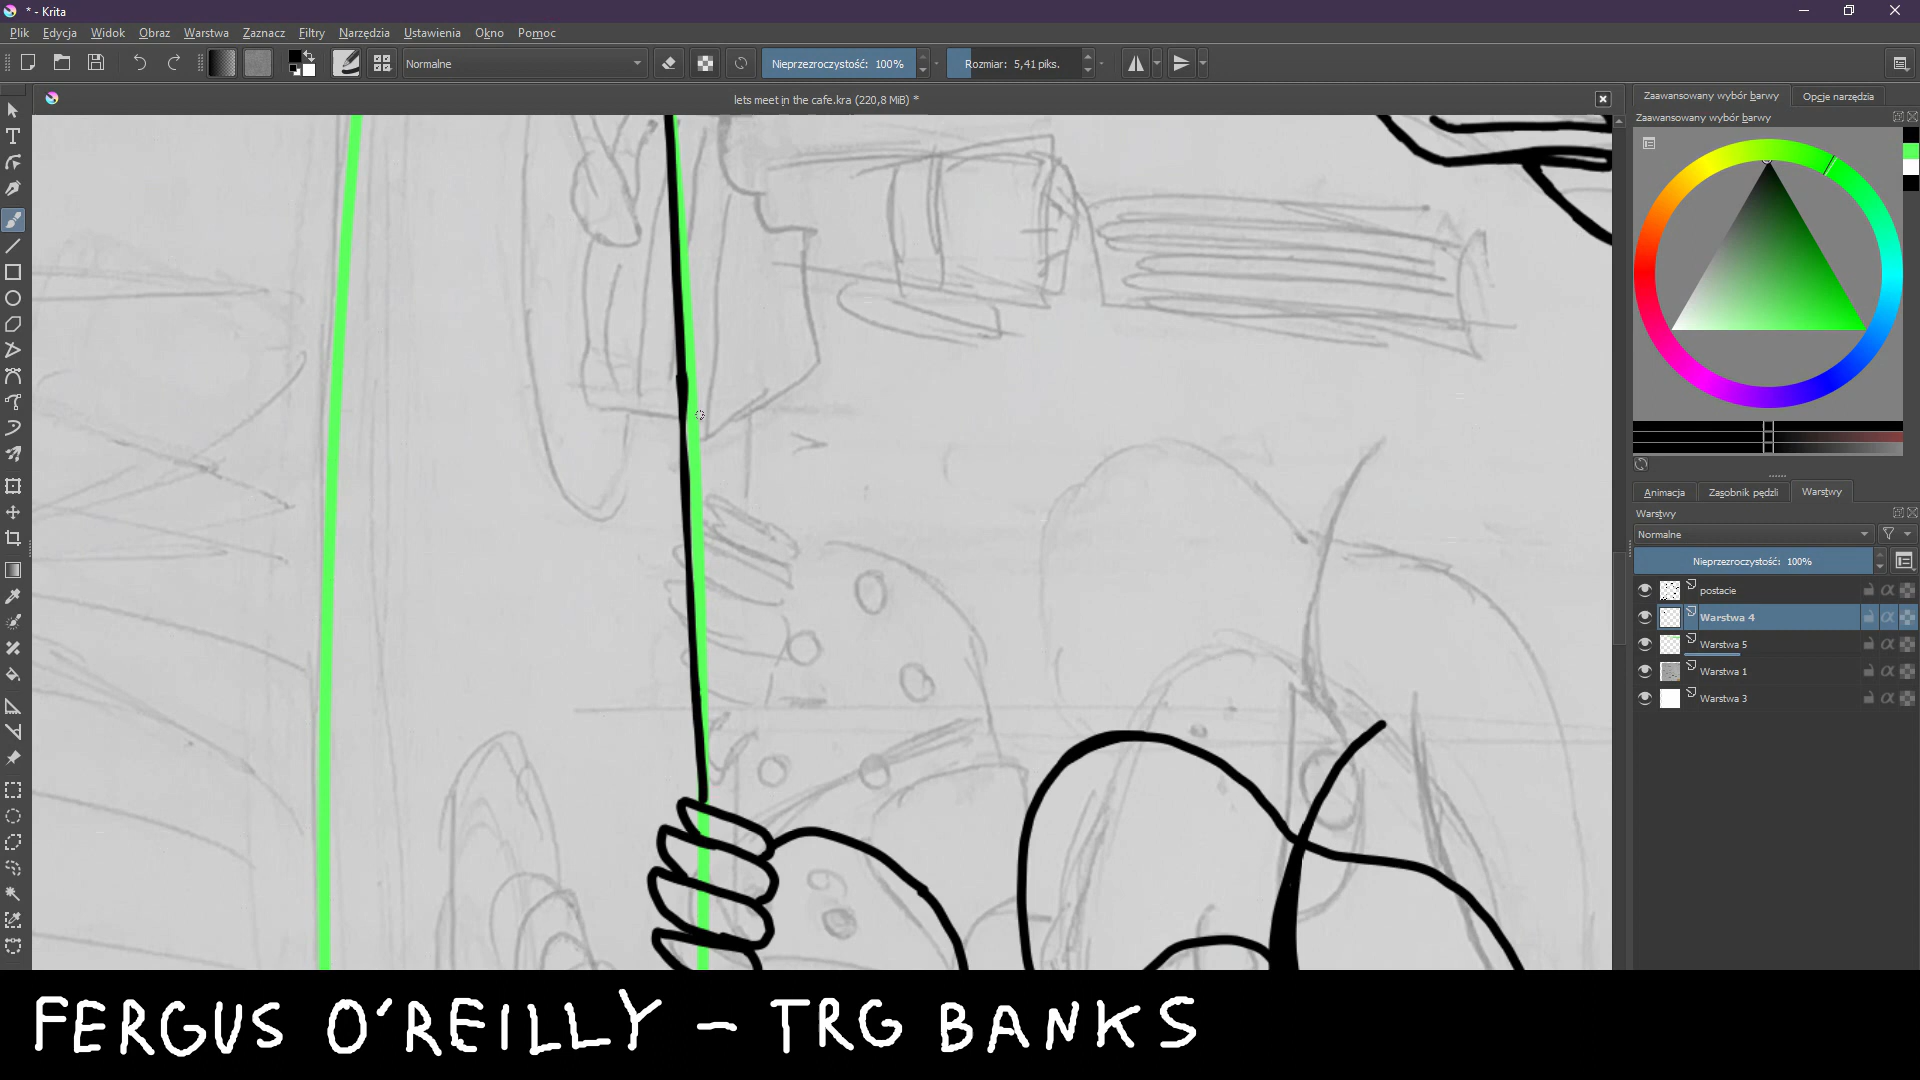 * - Krita
Plik Edycja Widok Obraz Warstwa Zaznacz Filtry Narzędzia Ustawienia Okno Pomoc
Normalne Nieprzezroczystość: 100% Rozmiar: 5,41 piks.
lets meet in the cafe.kra (220,8 MiB) *
Zaawansowany wybór barwy Opcje narzędzia
Zaawansowany wybór barwy
Animacja Zasobnik pędzli Warstwy
Warstwy
Normalne
Nieprzezroczystość: 100%
postacie
Warstwa 4
Warstwa 5
Warstwa 1
Warstwa 3
FERGUS O'REILLY - TRG BANKS